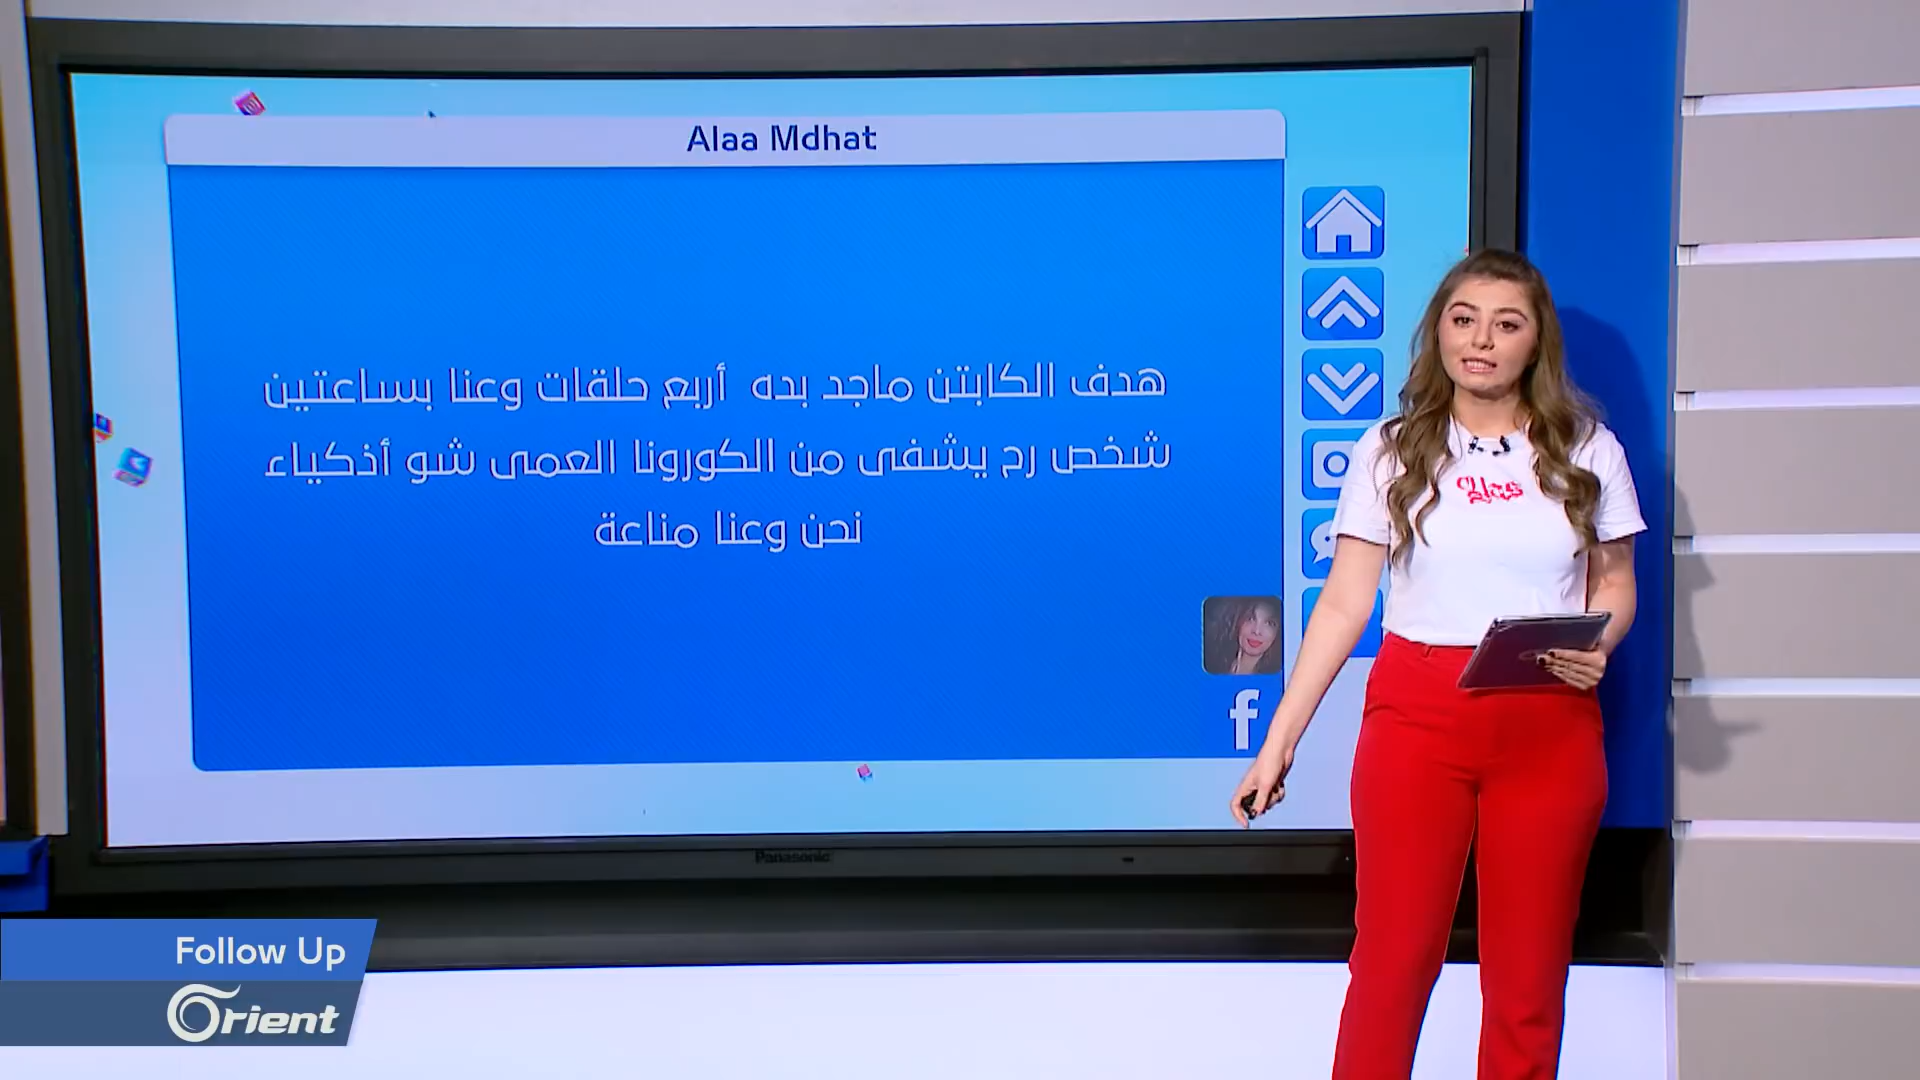 Alaa Mdhat
هدف الكابتن ماجد بده أربع حلقات وعنا بساعتين
شخص رح يشفى من الكورونا العمى شو أذكياء
نحن وعنا مناعة
f
Panasonic
Follow Up
Orient